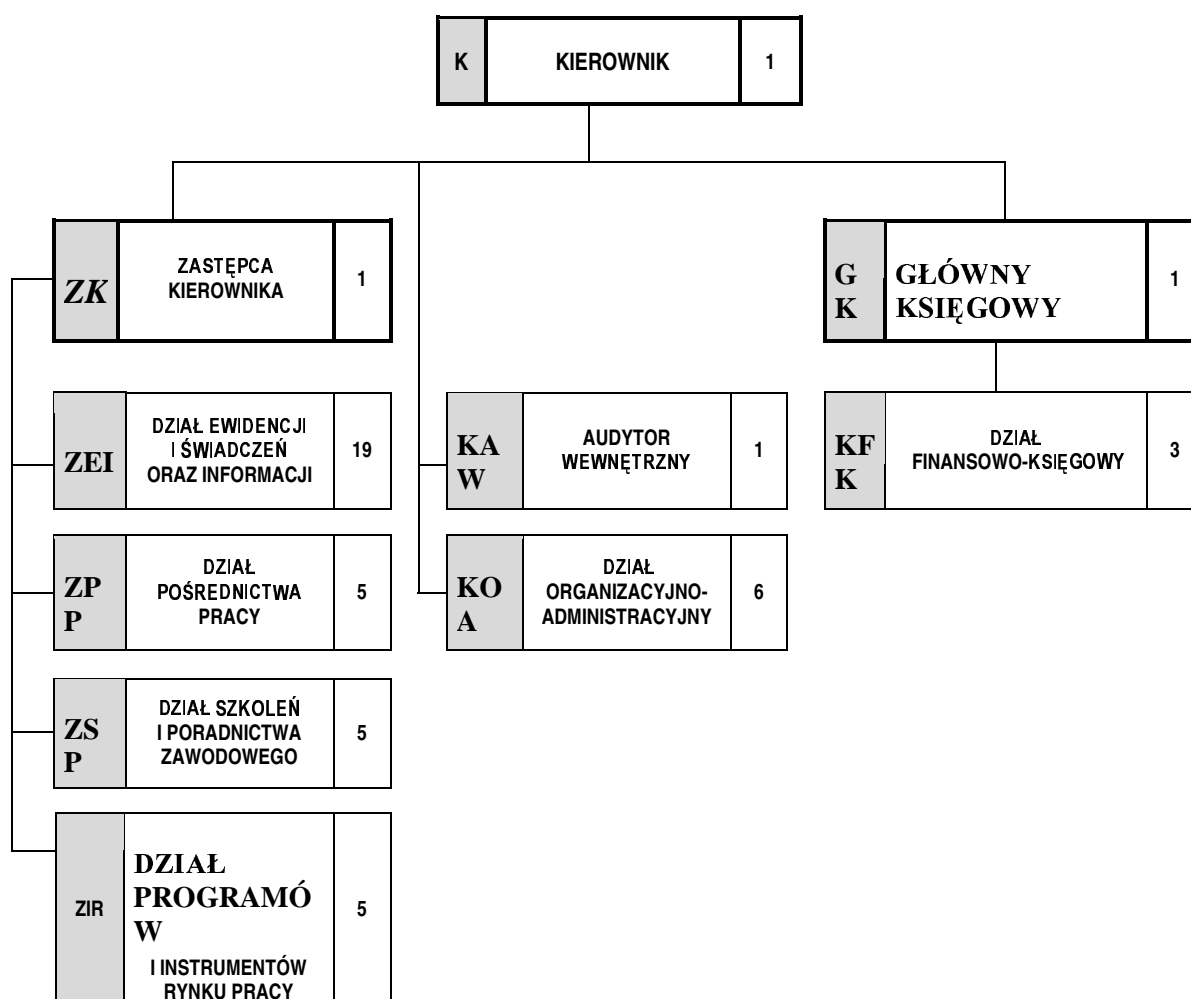 K KIEROWNIK 1
ZK ZASTĘPCA 1
KIEROWNIKA
G GŁÓWNY 1
K KSIĘGOWY
ZEI DZIAŁ EWIDENCJI 19
I ŚWIADCZEŃ
ORAZ INFORMACJI
KA AUDYTOR 1
W WEWNĘTRZNY
KF DZIAŁ 3
K FINANSOWO-KSIĘGOWY
ZP DZIAŁ 5
P POŚREDNICTWA
PRACY
KO DZIAŁ 6
A ORGANIZACYJNO-
ADMINISTRACYJNY
ZS DZIAŁ SZKOLEŃ 5
P I PORADNICTWA
ZAWODOWEGO
ZIR DZIAŁ 5
PROGRAMÓ
W
I INSTRUMENTÓW
RYNKU PRACY